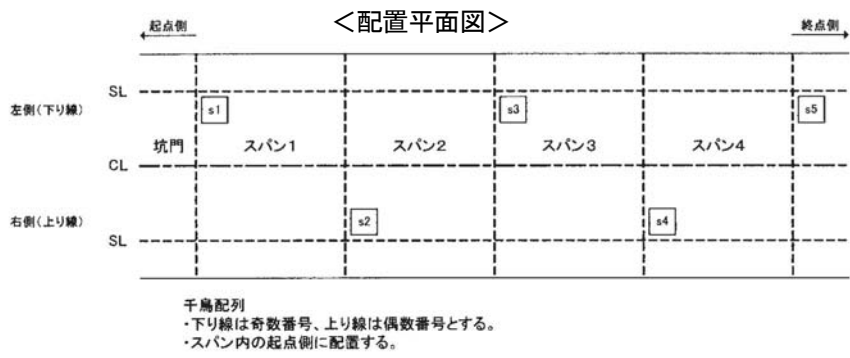 ＜配置平面図＞
起点側
終点側
SL
左側(下り線)
s1
s3
s5
坑門
スパン1
スパン2
スパン3
スパン4
CL
右側(上り線)
s2
s4
SL
千鳥配列
・下り線は奇数番号、上り線は偶数番号とする。
・スパン内の起点側に配置する。